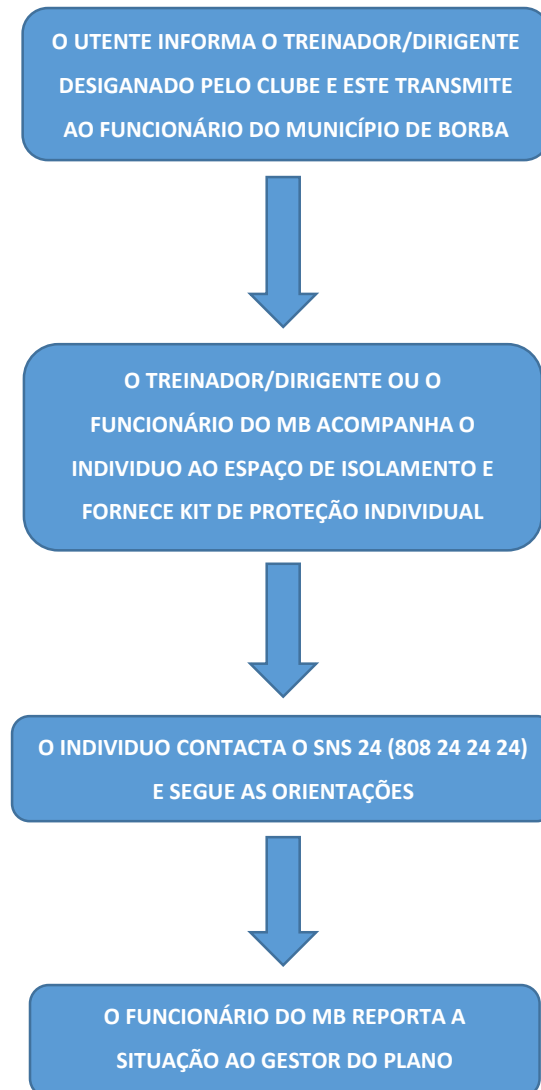 O UTENTE INFORMA O TREINADOR/DIRIGENTE
DESIGANADO PELO CLUBE E ESTE TRANSMITE
AO FUNCIONÁRIO DO MUNICÍPIO DE BORBA
O TREINADOR/DIRIGENTE OU O
FUNCIONÁRIO DO MB ACOMPANHA O
INDIVIDUO AO ESPAÇO DE ISOLAMENTO E
FORNECE KIT DE PROTEÇÃO INDIVIDUAL
O INDIVIDUO CONTACTA O SNS 24 (808 24 24 24)
E SEGUE AS ORIENTAÇÕES
O FUNCIONÁRIO DO MB REPORTA A
SITUAÇÃO AO GESTOR DO PLANO